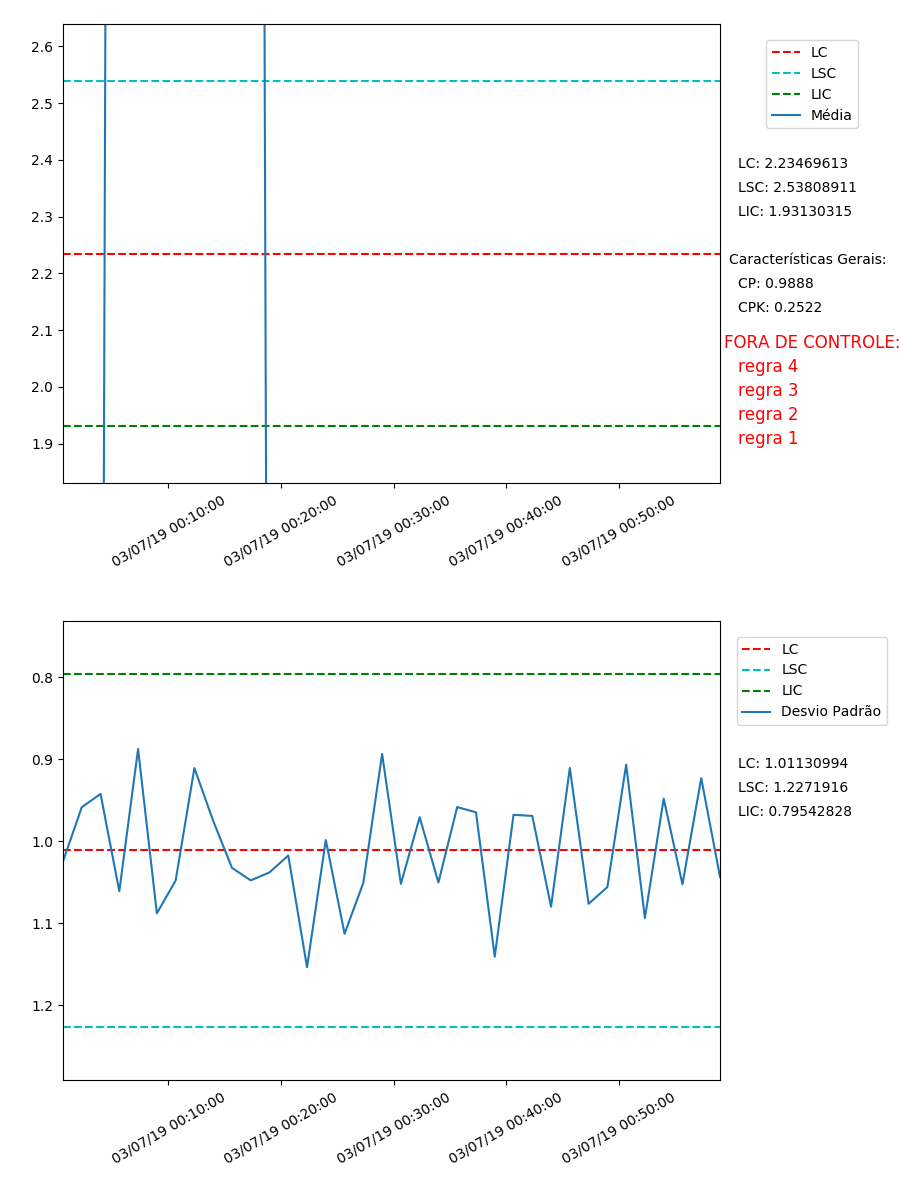 2.6
2.5
2.4
2.3
2.2
2.1
2.0
1.9
03/07/19 00:10:00
03/07/19 00:20:00
03/07/19 00:30:00
03/07/19 00:40:00
03/07/19 00:50:00
LC
LSC
LIC
Média
LC: 2.23469613
LSC: 2.53808911
LIC: 1.93130315
Características Gerais:
CP: 0.9888
CPK: 0.2522
FORA DE CONTROLE:
regra 4
regra 3
regra 2
regra 1
0.8
0.9
1.0
1.1
1.2
03/07/19 00:10:00
03/07/19 00:20:00
03/07/19 00:30:00
03/07/19 00:40:00
03/07/19 00:50:00
LC
LSC
LIC
Desvio Padrão
LC: 1.01130994
LSC: 1.2271916
LIC: 0.79542828